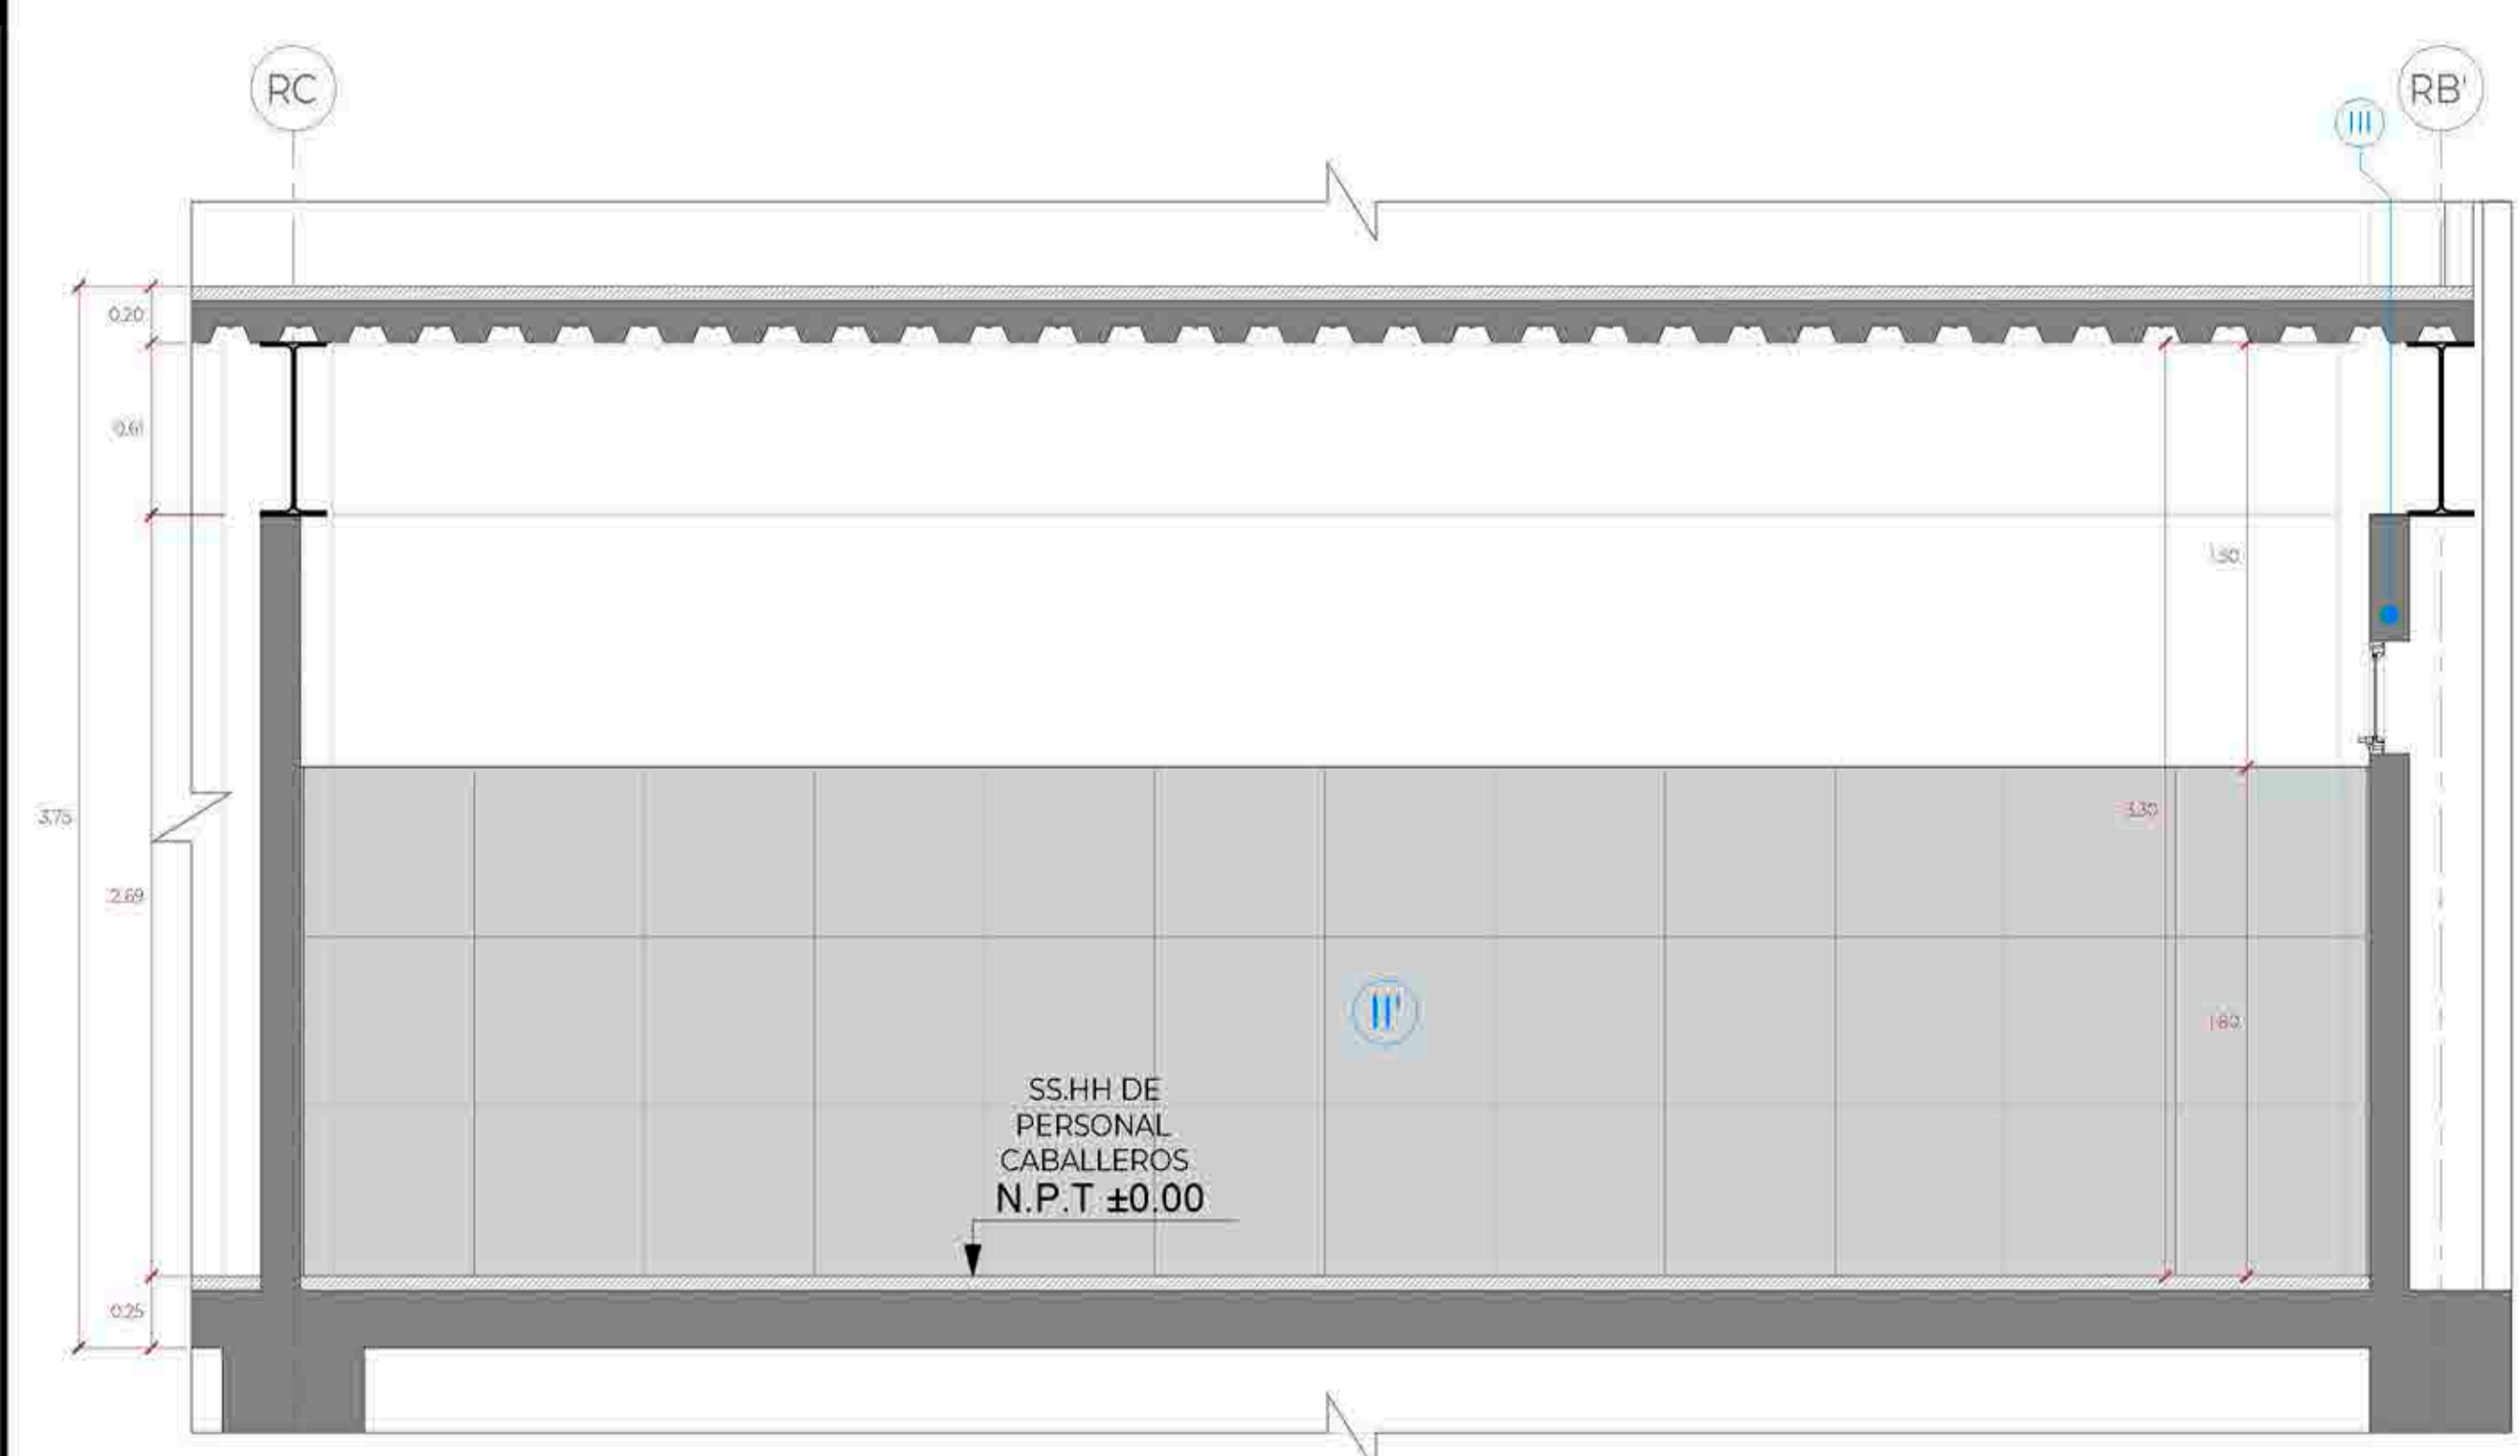 RC
RB'
III
0.20
0.61
1.50
3.75
3.30
2.69
II'
1.80
SS.HH DE
PERSONAL
CABALLEROS
N.P.T ±0.00
0.25